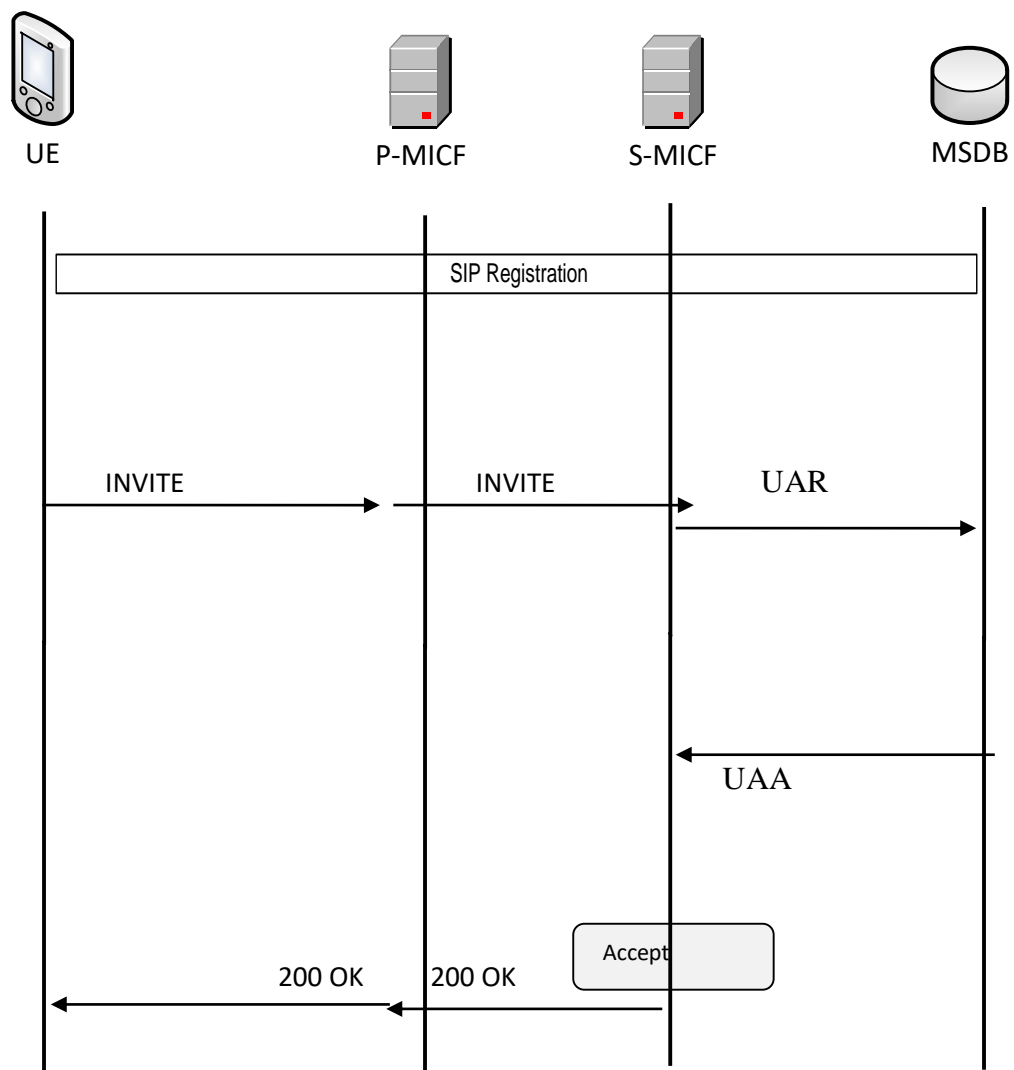 UE
P-MICF
S-MICF
MSDB
SIP Registration
INVITE
INVITE
UAR
UAA
Accept
200 OK
200 OK